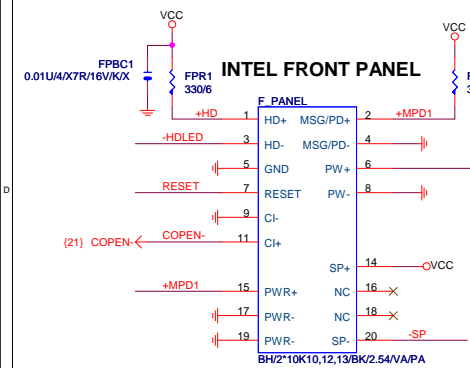 VCC
VCC
FPBC1
0.01U/4/X7R/16V/K/X
FPR1
330/6
INTEL FRONT PANEL
F_PANEL
+HD 1 HD+ MSG/PD+ 2 +MPD1
-HDLED 3 HD- MSG/PD- 4
5 GND PW+ 6
RESET 7 RESET PW- 8
D
9 CI-
{21} COPEN- COPEN- 11 CI+
SP+ 14 VCC
+MPD1 15 PWR+ NC 16
17 PWR- NC 18
19 PWR- SP- 20 -SP
BH/2*10K10,12,13/BK/2.54/VA/PA